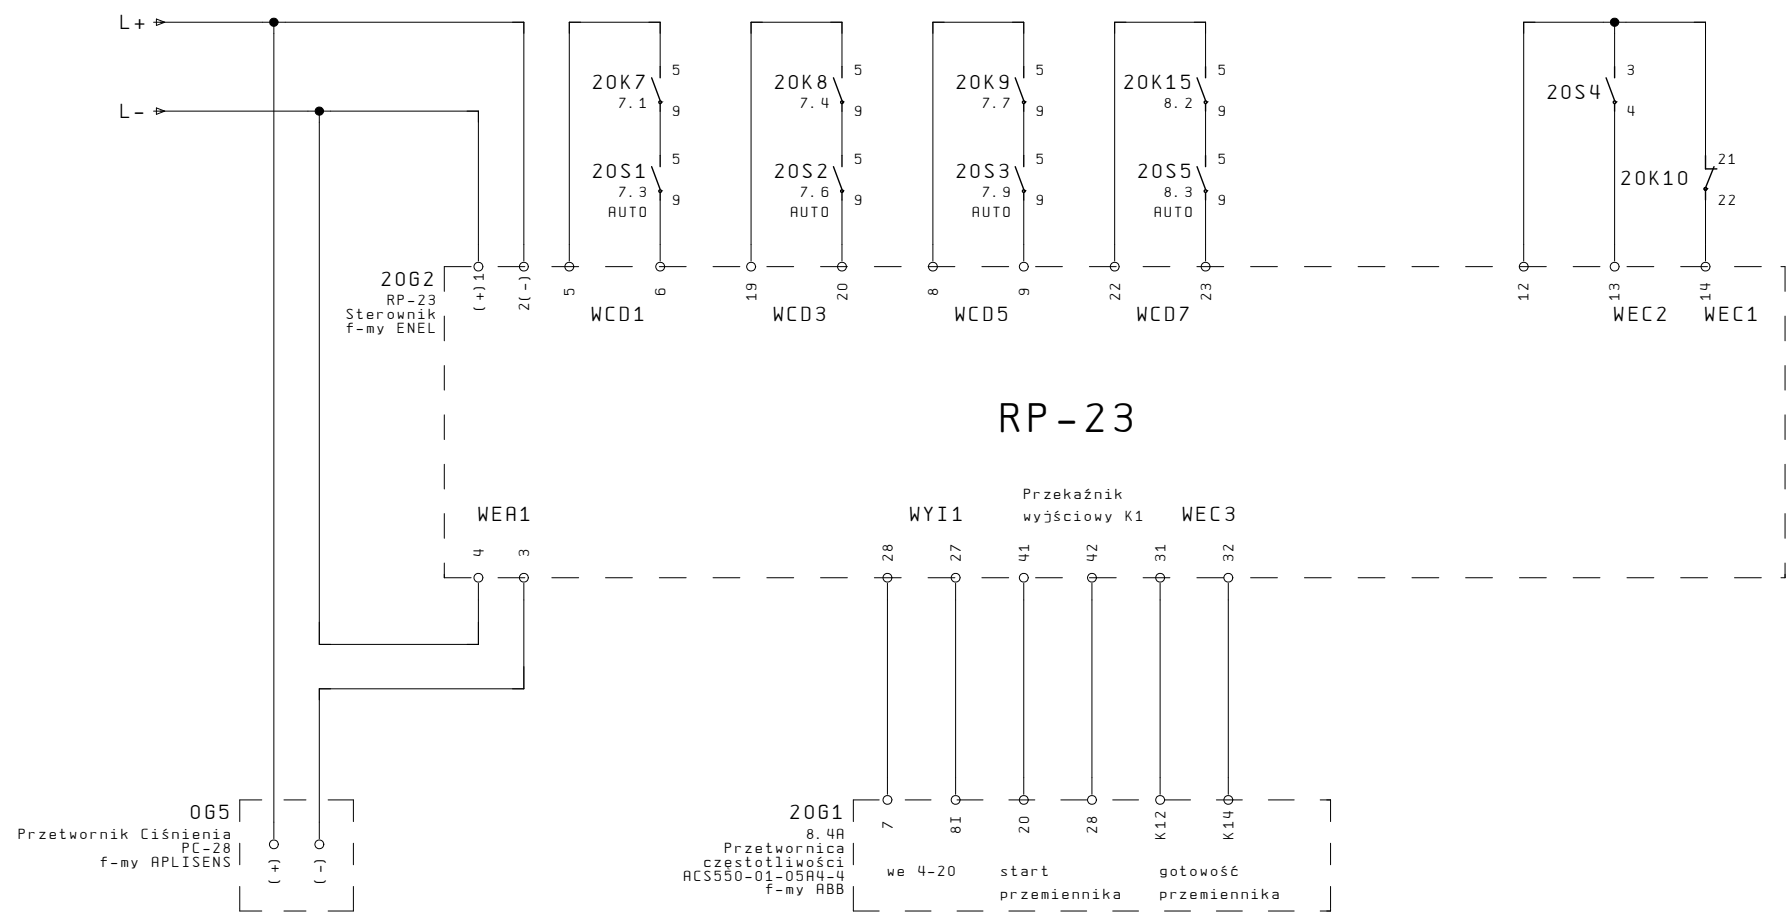 L+
L-
20K7
7.1
5
9
20S1
7.3
AUTO
5
9
20K8
7.4
5
9
20S2
7.6
AUTO
5
9
20K9
7.7
5
9
20S3
7.9
AUTO
5
9
20K15
8.2
5
9
20S5
8.3
AUTO
5
9
20S4
3
4
20K10
21
22
20G2
RP-23
Sterownik
f-my ENEL
(+)1
2(-)
5
6
19
20
8
9
22
23
12
13
14
WCD1
WCD3
WCD5
WCD7
WEC2
WEC1
RP-23
WEA1
WYI1
Przekaźnik
wyjściowy K1
WEC3
4
3
28
27
41
42
31
32
0G5
Przetwornik Ciśnienia
PC-28
f-my APLISENS
(+)
(-)
20G1
8.4A
Przetwornica
częstotliwości
ACS550-01-05A4-4
f-my ABB
7
8I
20
28
K12
K14
we 4-20
start
przemiennika
gotowość
przemiennika